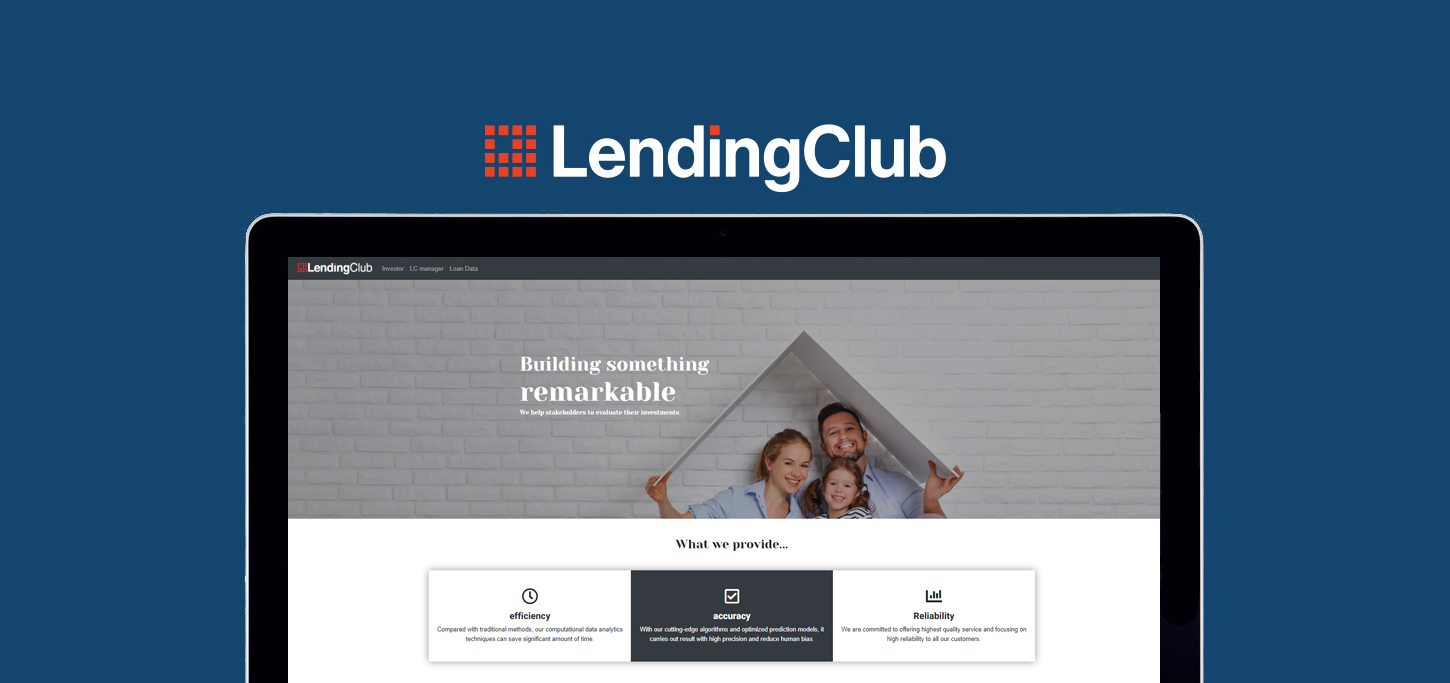 LendingClub
LendingClub Investor LC manager Loan Data
Building something
remarkable
We help stakeholders to evaluate their investments
What we provide...
efficiency
Compared with traditional methods, our computational data analytics
techniques can save significant amount of time.
accuracy
With our cutting-edge algorithms and optimized prediction models, it
carries out result with high precision and reduce human bias.
Reliability
We are committed to offering highest quality service and focusing on
high reliability to all our customers.